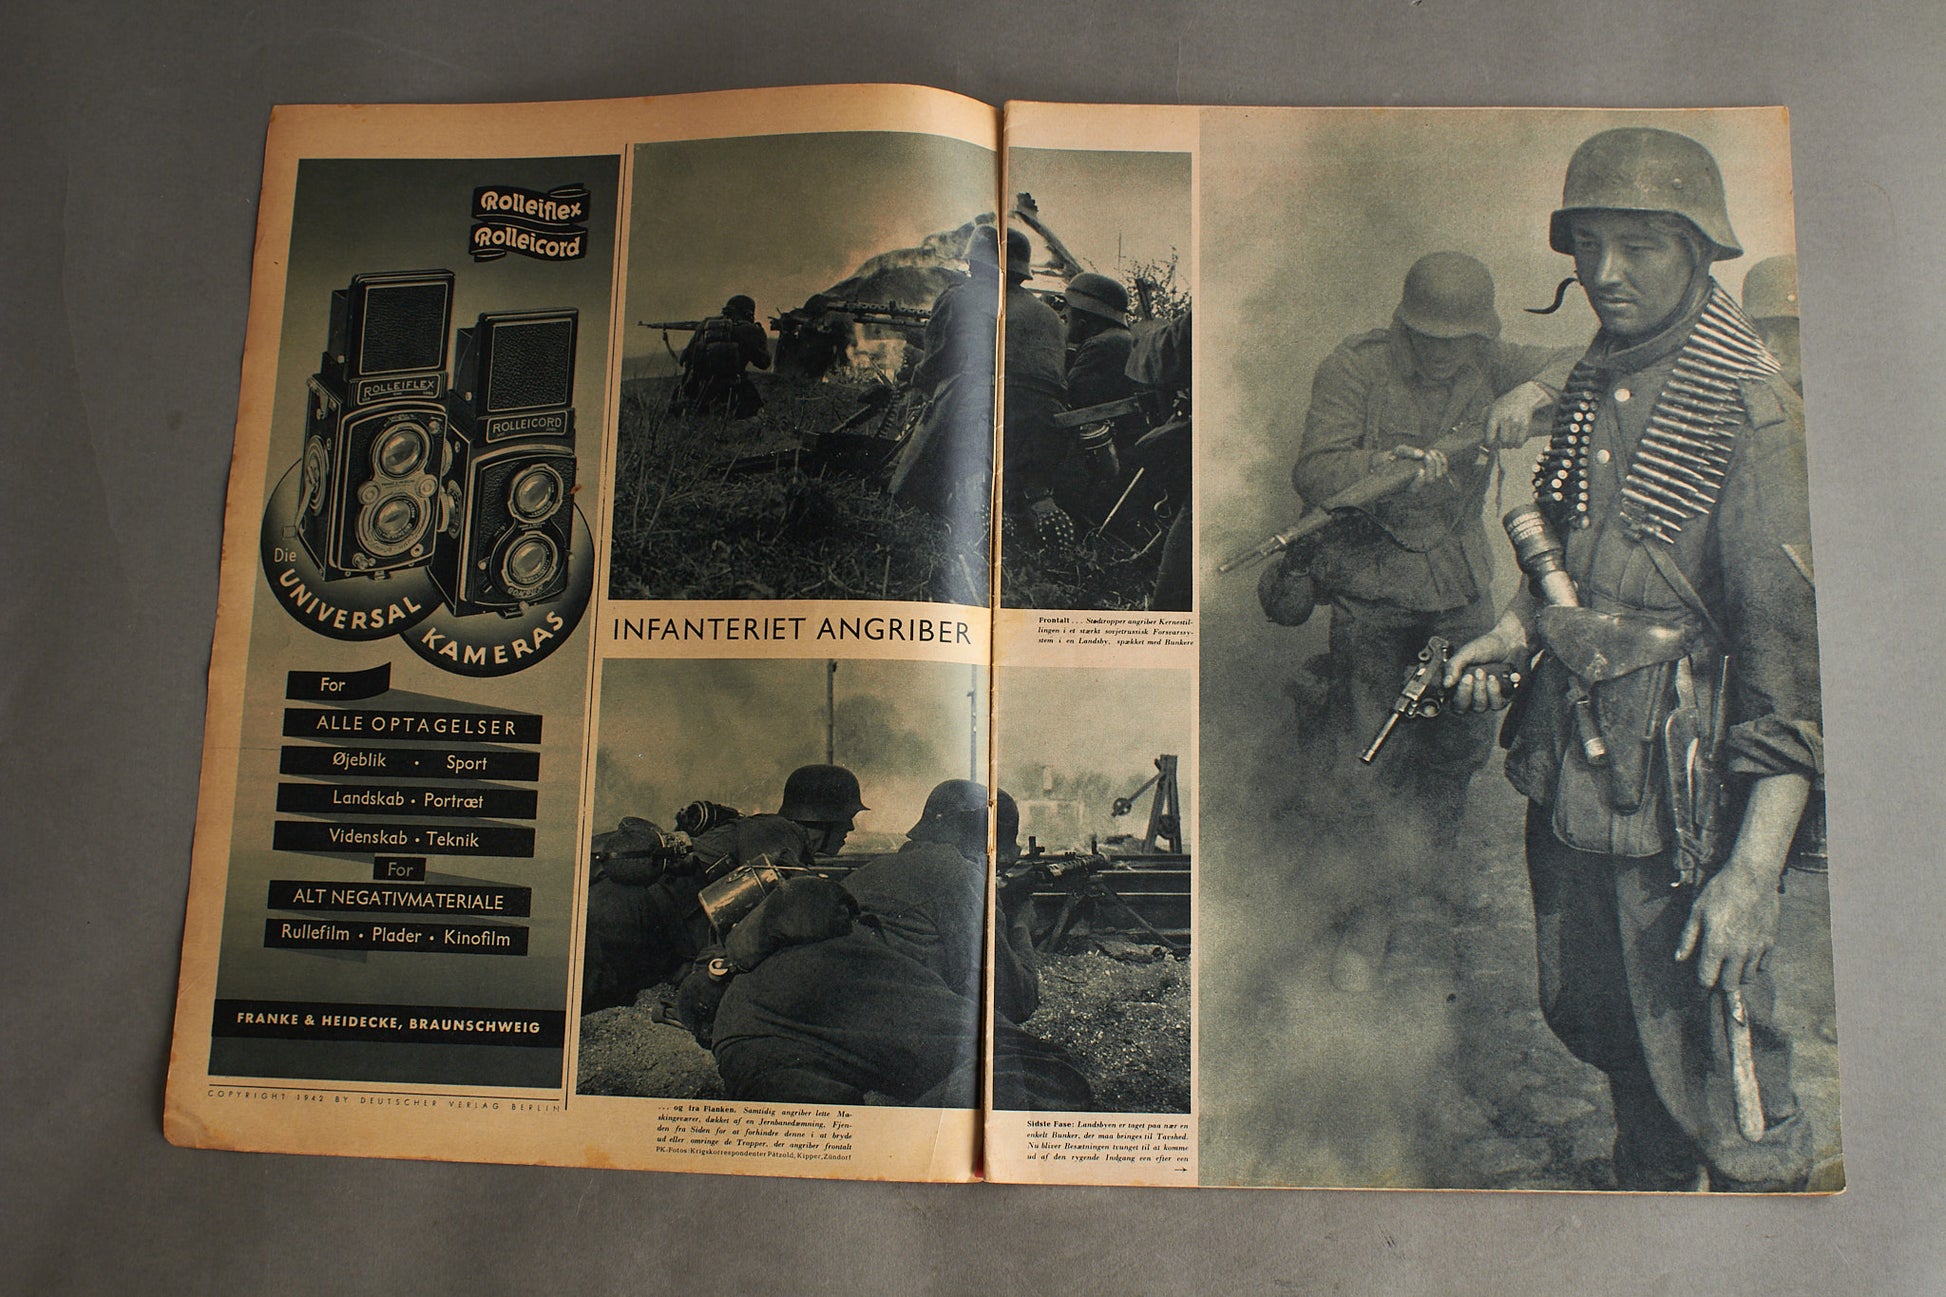 Rolleiflex
Rolleicord
ROLLEIFLEX
ROLLEICORD
Die
UNIVERSAL
KAMERAS
For
ALLE OPTAGELSER
Øjeblik • Sport
Landskab • Portræt
Videnskab • Teknik
For
ALT NEGATIVMATERIALE
Rullefilm • Plader • Kinofilm
FRANKE & HEIDECKE, BRAUNSCHWEIG
COPYRIGHT 1942 BY DEUTSCHER VERLAG BERLIN
INFANTERIET ANGRIBER
Frontalt ... Stødtropper angriber Kernestil-
lingen i et stærkt sovjetrussisk Forsvarssy-
stem i en Landsby, spækket med Bunkere
... og fra Flanken. Samtidig angriber lette Ma-
skingeværer, dækket af en Jernbanedæmning, Fjen-
den fra Siden for at forhindre denne i at bryde
ud eller omringe de Tropper, der angriber frontalt
PK-Fotos: Krigskorrespondenter Pätzold, Kipper, Zündorf
Sidste Fase: Landsbyen er taget paa nær en
enkelt Bunker, der maa bringes til Tavshed.
Nu bliver Besætningen tvunget til at komme
ud af den rygende Indgang een efter een
→